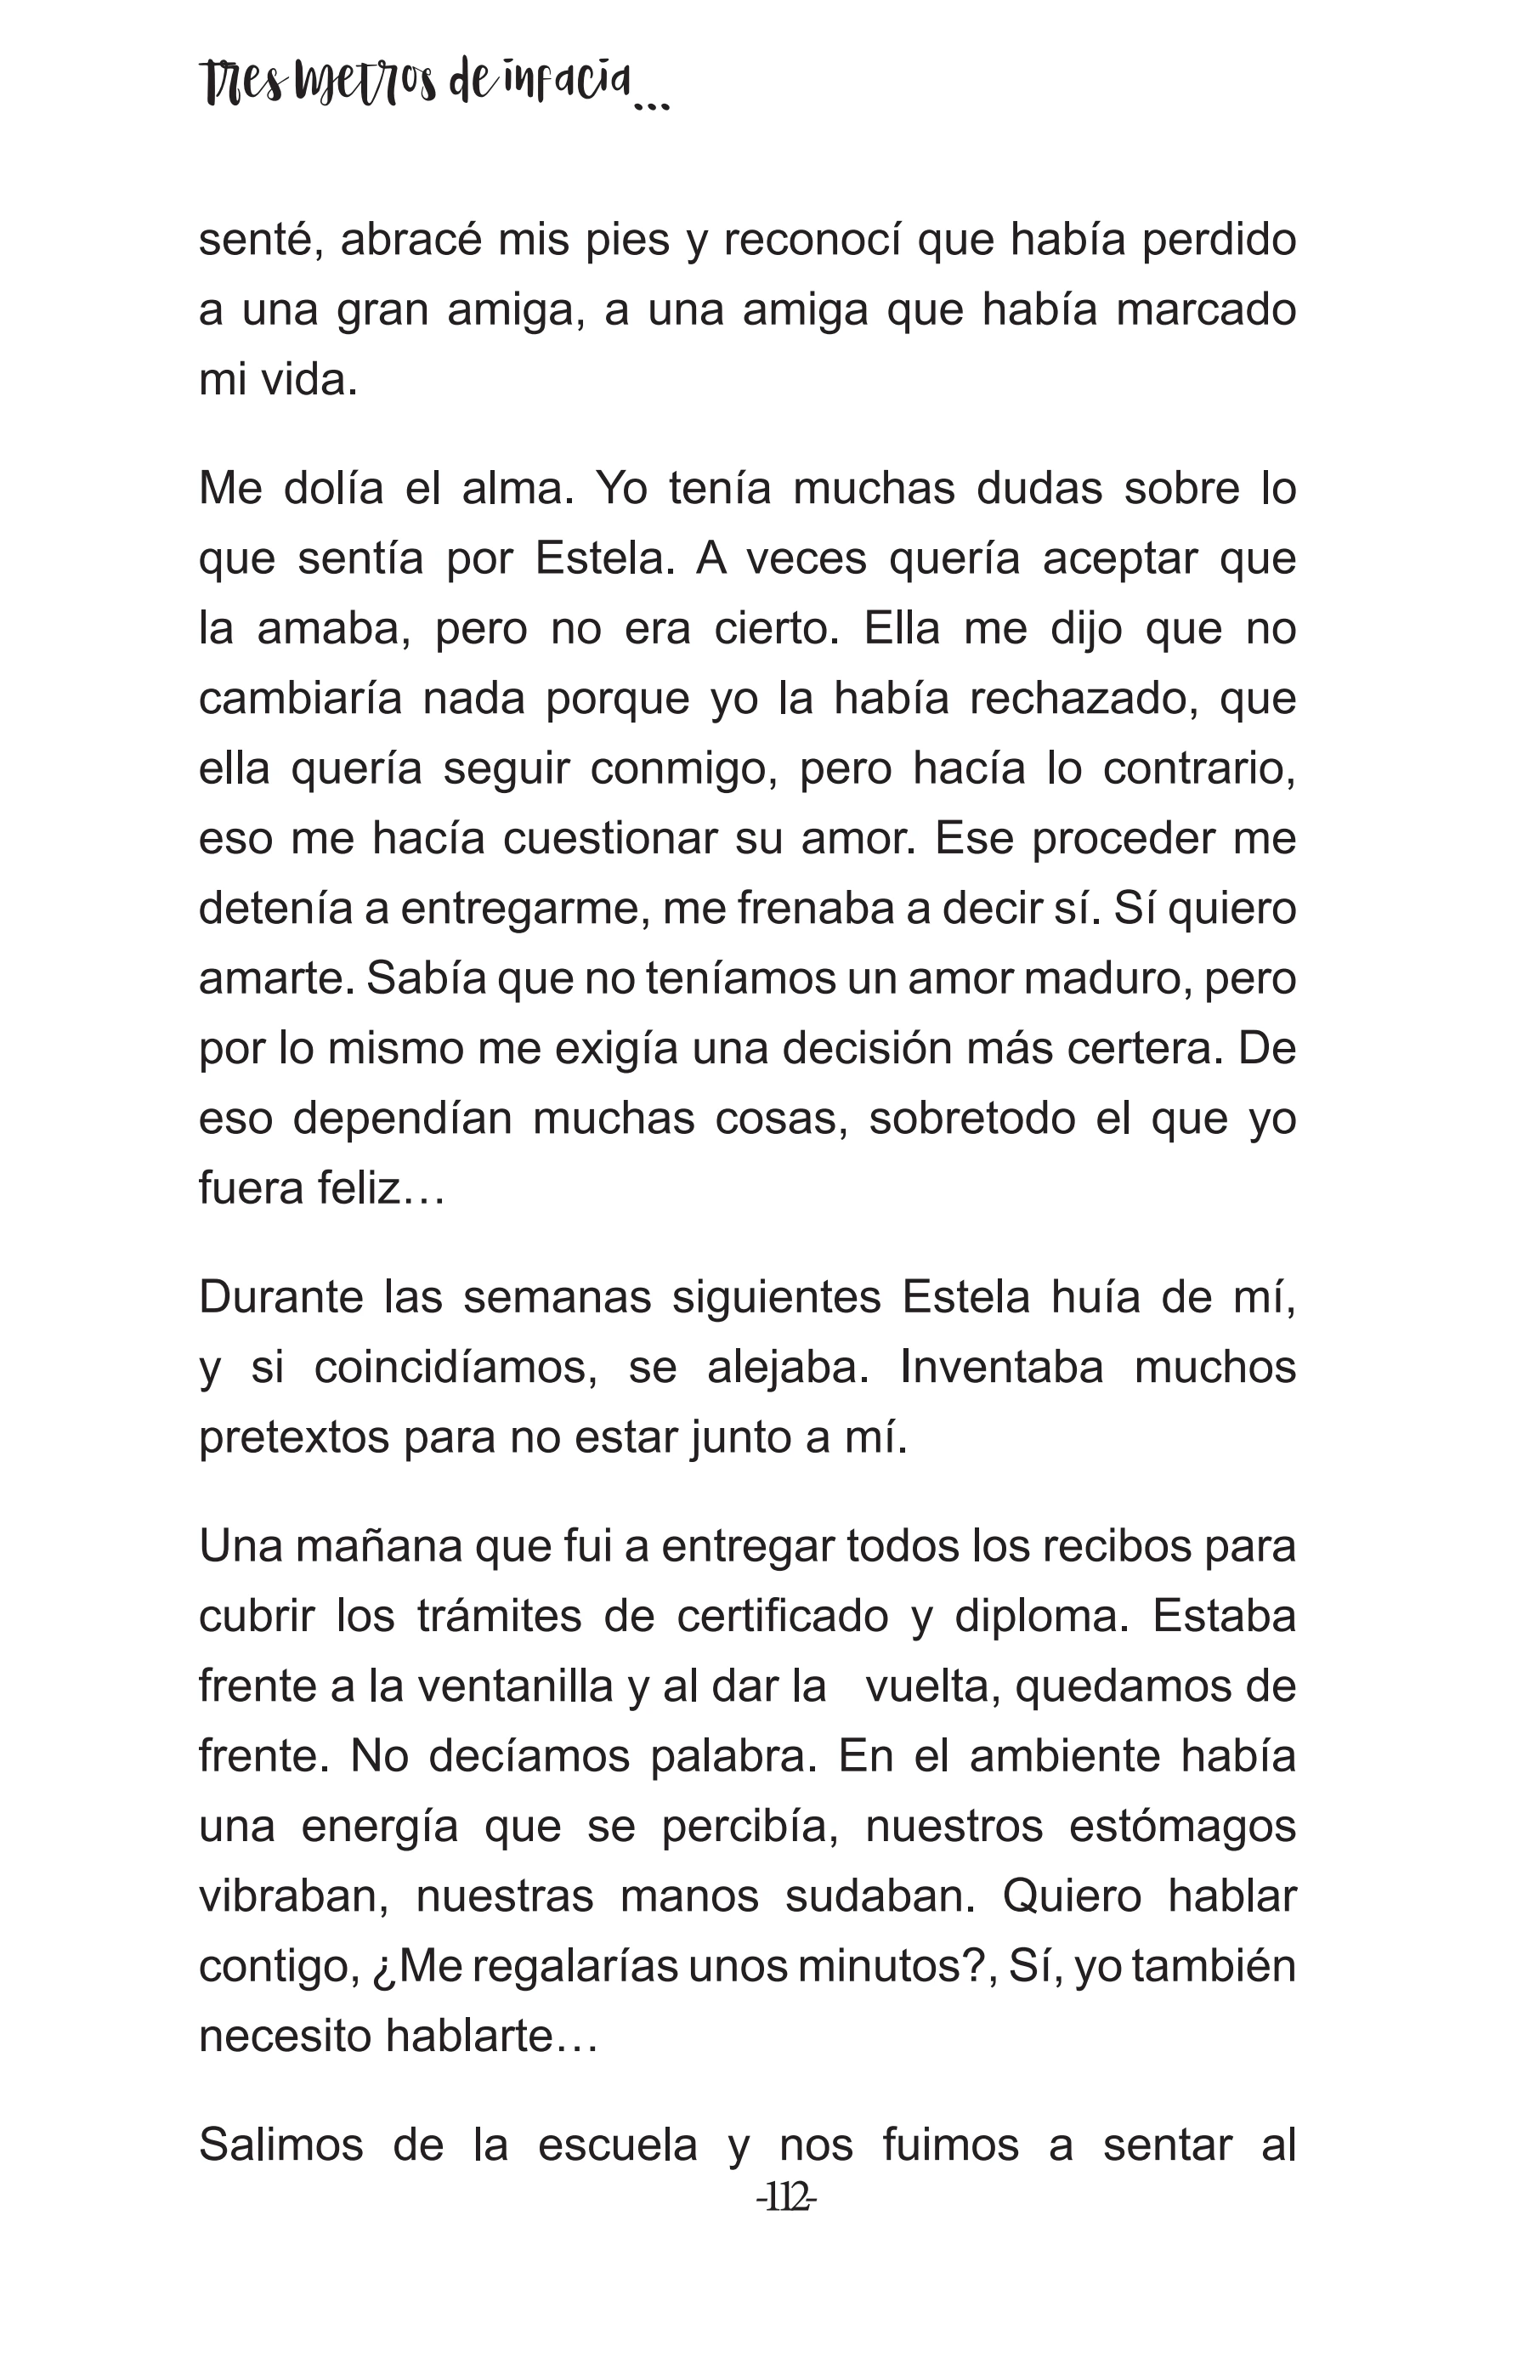 Tres metros de infacia...
senté, abracé mis pies y reconocí que había perdido
a una gran amiga, a una amiga que había marcado
mi vida.
Me dolía el alma. Yo tenía muchas dudas sobre lo
que sentía por Estela. A veces quería aceptar que
la amaba, pero no era cierto. Ella me dijo que no
cambiaría nada porque yo la había rechazado, que
ella quería seguir conmigo, pero hacía lo contrario,
eso me hacía cuestionar su amor. Ese proceder me
detenía a entregarme, me frenaba a decir sí. Sí quiero
amarte. Sabía que no teníamos un amor maduro, pero
por lo mismo me exigía una decisión más certera. De
eso dependían muchas cosas, sobretodo el que yo
fuera feliz…
Durante las semanas siguientes Estela huía de mí,
y si coincidíamos, se alejaba. Inventaba muchos
pretextos para no estar junto a mí.
Una mañana que fui a entregar todos los recibos para
cubrir los trámites de certificado y diploma. Estaba
frente a la ventanilla y al dar la   vuelta, quedamos de
frente. No decíamos palabra. En el ambiente había
una energía que se percibía, nuestros estómagos
vibraban, nuestras manos sudaban. Quiero hablar
contigo, ¿Me regalarías unos minutos?, Sí, yo también
necesito hablarte…
Salimos de la escuela y nos fuimos a sentar al
-112-